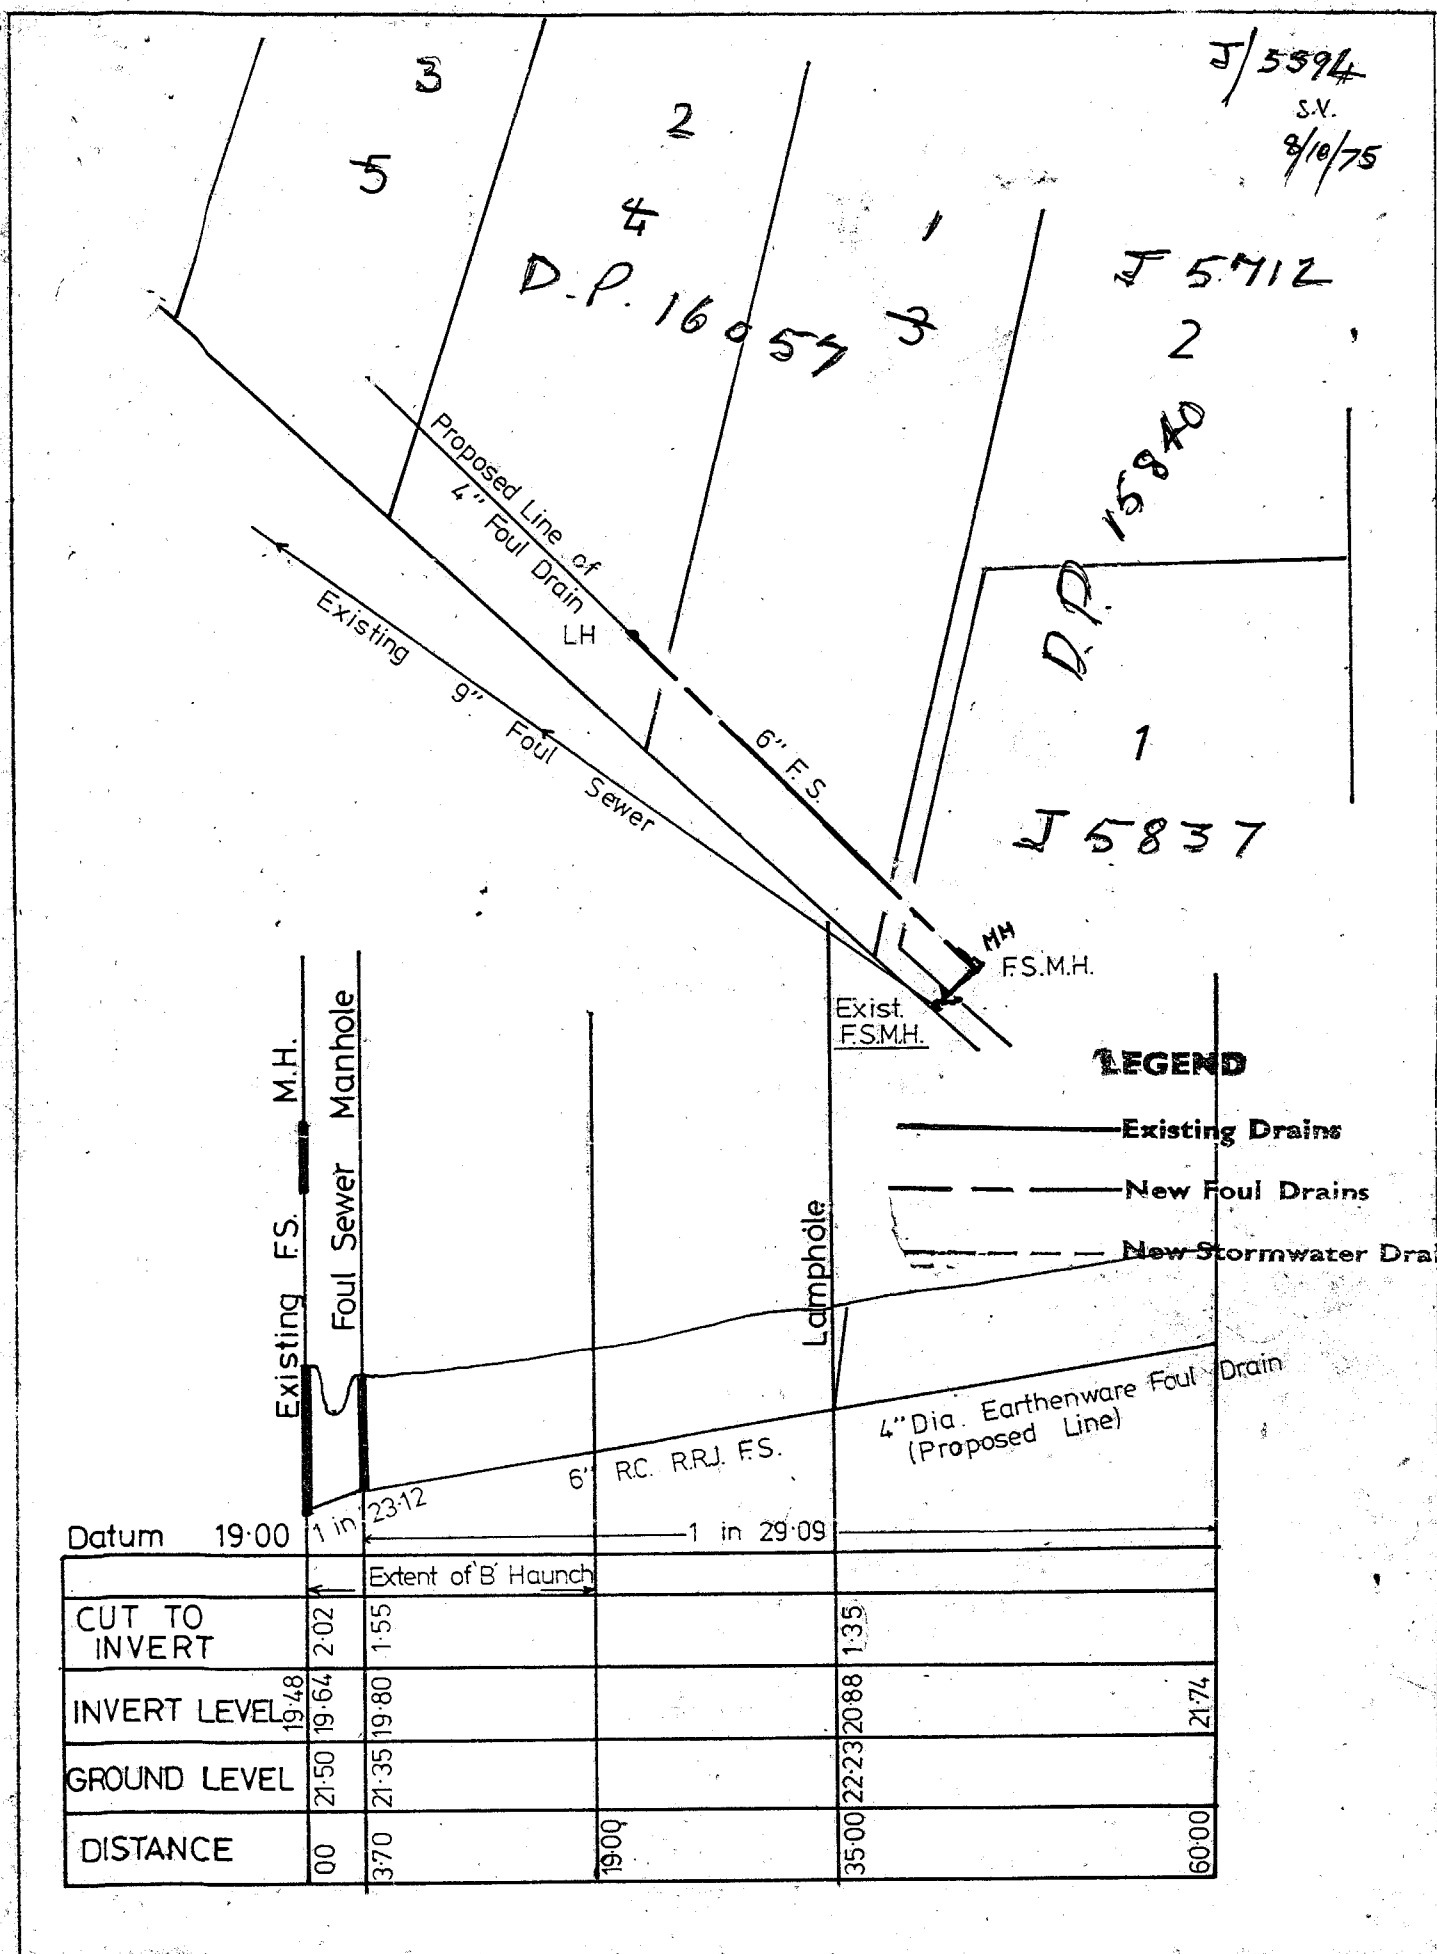 J/5594
S.V.
8/10/75
3
5
2
4
1
3
D.P. 16057
J 5712
2
D.P. 15840
1
J 5837
Proposed Line of
4" Foul Drain
LH
Existing 9" Foul Sewer
6" F.S.
MH
F.S.M.H.
Exist.
F.S.M.H.
LEGEND
Existing Drains
New Foul Drains
New Stormwater Drai
Existing F.S. M.H.
Foul Sewer Manhole
Lamphole
4" Dia. Earthenware Foul Drain
(Proposed Line)
6" R.C. R.R.J. F.S.
1 in 23·12
Datum 19·00
1 in 29·09
Extent of 'B' Haunch
CUT TO INVERT 2·02 1·55 1·35
INVERT LEVEL 19·48 19·64 19·80 20·88 21·74
GROUND LEVEL 21·50 21·35 22·23
DISTANCE 00 3·70 19·00 35·00 60·00